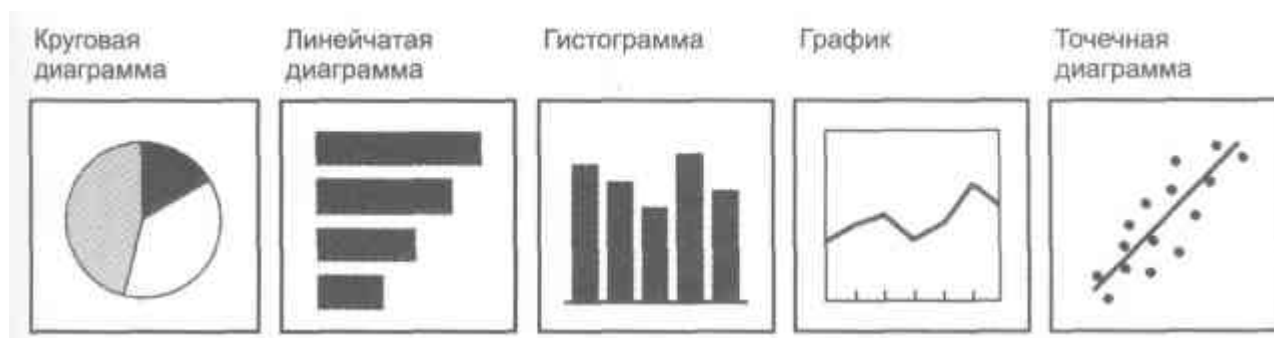 Круговая
диаграмма
Линейчатая
диаграмма
Гистограмма
График
Точечная
диаграмма